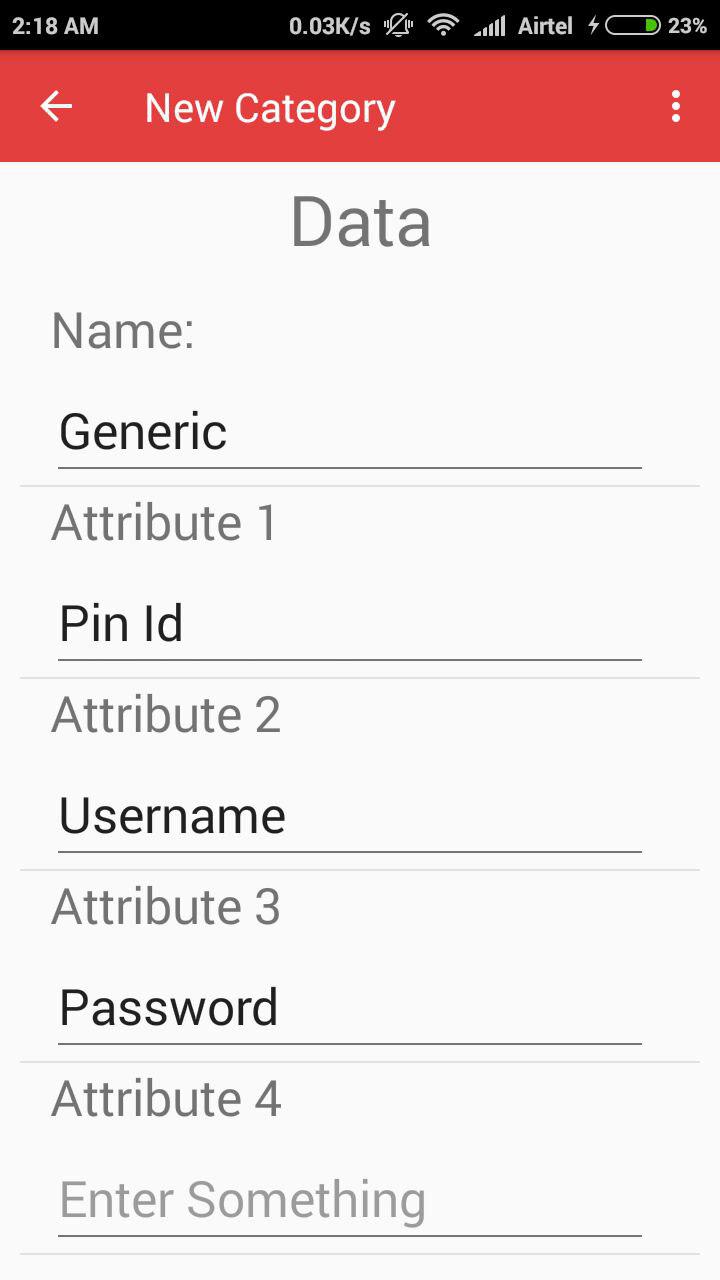 2:18 AM 0.03K/s Airtel 23%
New Category
Data
Name:
Generic
Attribute 1
Pin Id
Attribute 2
Username
Attribute 3
Password
Attribute 4
Enter Something